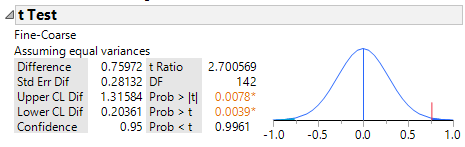 t Test
Fine-Coarse
Assuming equal variances
Difference 0.75972 t Ratio 2.700569
Std Err Dif 0.28132 DF 142
Upper CL Dif 1.31584 Prob > |t| 0.0078*
Lower CL Dif 0.20361 Prob > t 0.0039*
Confidence 0.95 Prob < t 0.9961
-1.0 -0.5 0.0 0.5 1.0